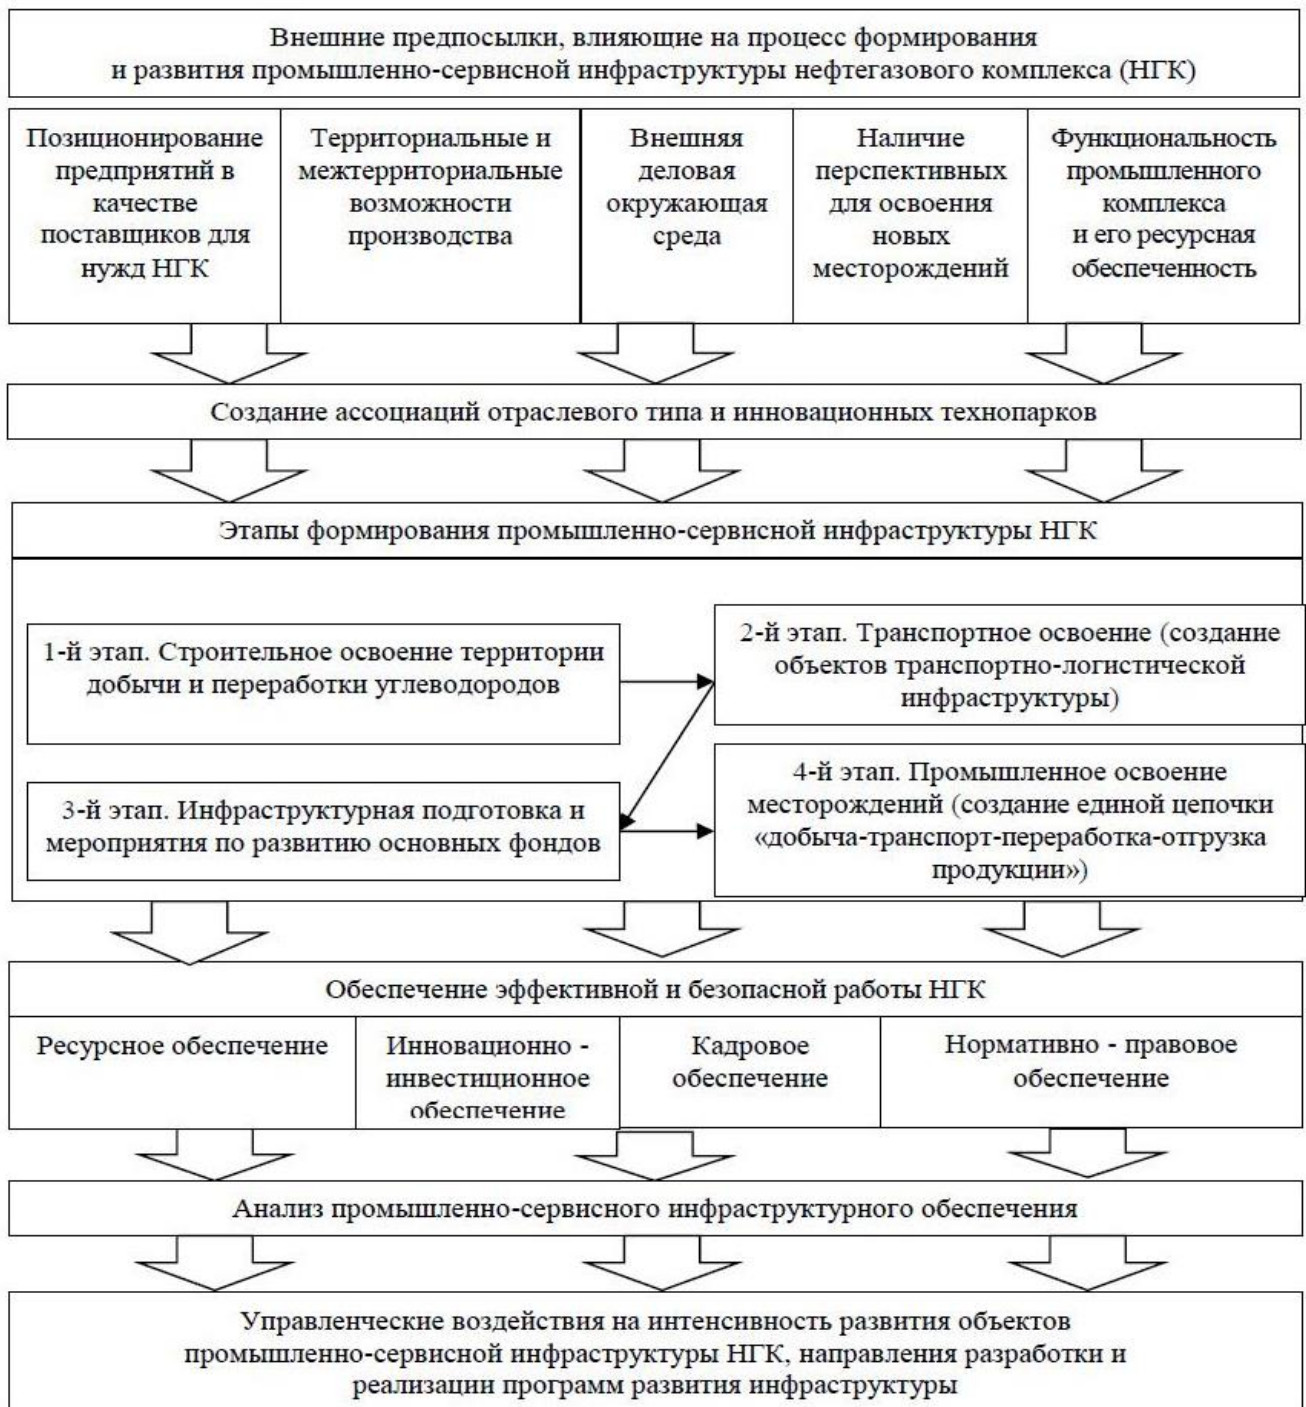 Внешние предпосылки, влияющие на процесс формирования
и развития промышленно-сервисной инфраструктуры нефтегазового комплекса (НГК)
Позиционирование
предприятий в
качестве
поставщиков для
нужд НГК
Территориальные и
межтерриториальные
возможности
производства
Внешняя
деловая
окружающая
среда
Наличие
перспективных
для освоения
новых
месторождений
Функциональность
промышленного
комплекса
и его ресурсная
обеспеченность
Создание ассоциаций отраслевого типа и инновационных технопарков
Этапы формирования промышленно-сервисной инфраструктуры НГК
1-й этап. Строительное освоение территории
добычи и переработки углеводородов
2-й этап. Транспортное освоение (создание
объектов транспортно-логистической
инфраструктуры)
3-й этап. Инфраструктурная подготовка и
мероприятия по развитию основных фондов
4-й этап. Промышленное освоение
месторождений (создание единой цепочки
«добыча-транспорт-переработка-отгрузка
продукции»)
Обеспечение эффективной и безопасной работы НГК
Ресурсное обеспечение
Инновационно -
инвестиционное
обеспечение
Кадровое
обеспечение
Нормативно - правовое
обеспечение
Анализ промышленно-сервисного инфраструктурного обеспечения
Управленческие воздействия на интенсивность развития объектов
промышленно-сервисной инфраструктуры НГК, направления разработки и
реализации программ развития инфраструктуры